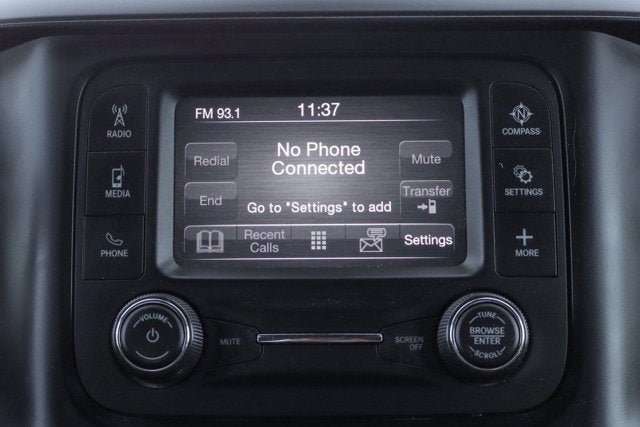 FM 93.1
11:37
RADIO
MEDIA
PHONE
Redial
End
No Phone
Connected
Go to "Settings" to add
Mute
Transfer
Recent
Calls
Settings
N
COMPASS
SETTINGS
MORE
VOLUME
MUTE
SCREEN
OFF
TUNE
BROWSE
ENTER
SCROLL